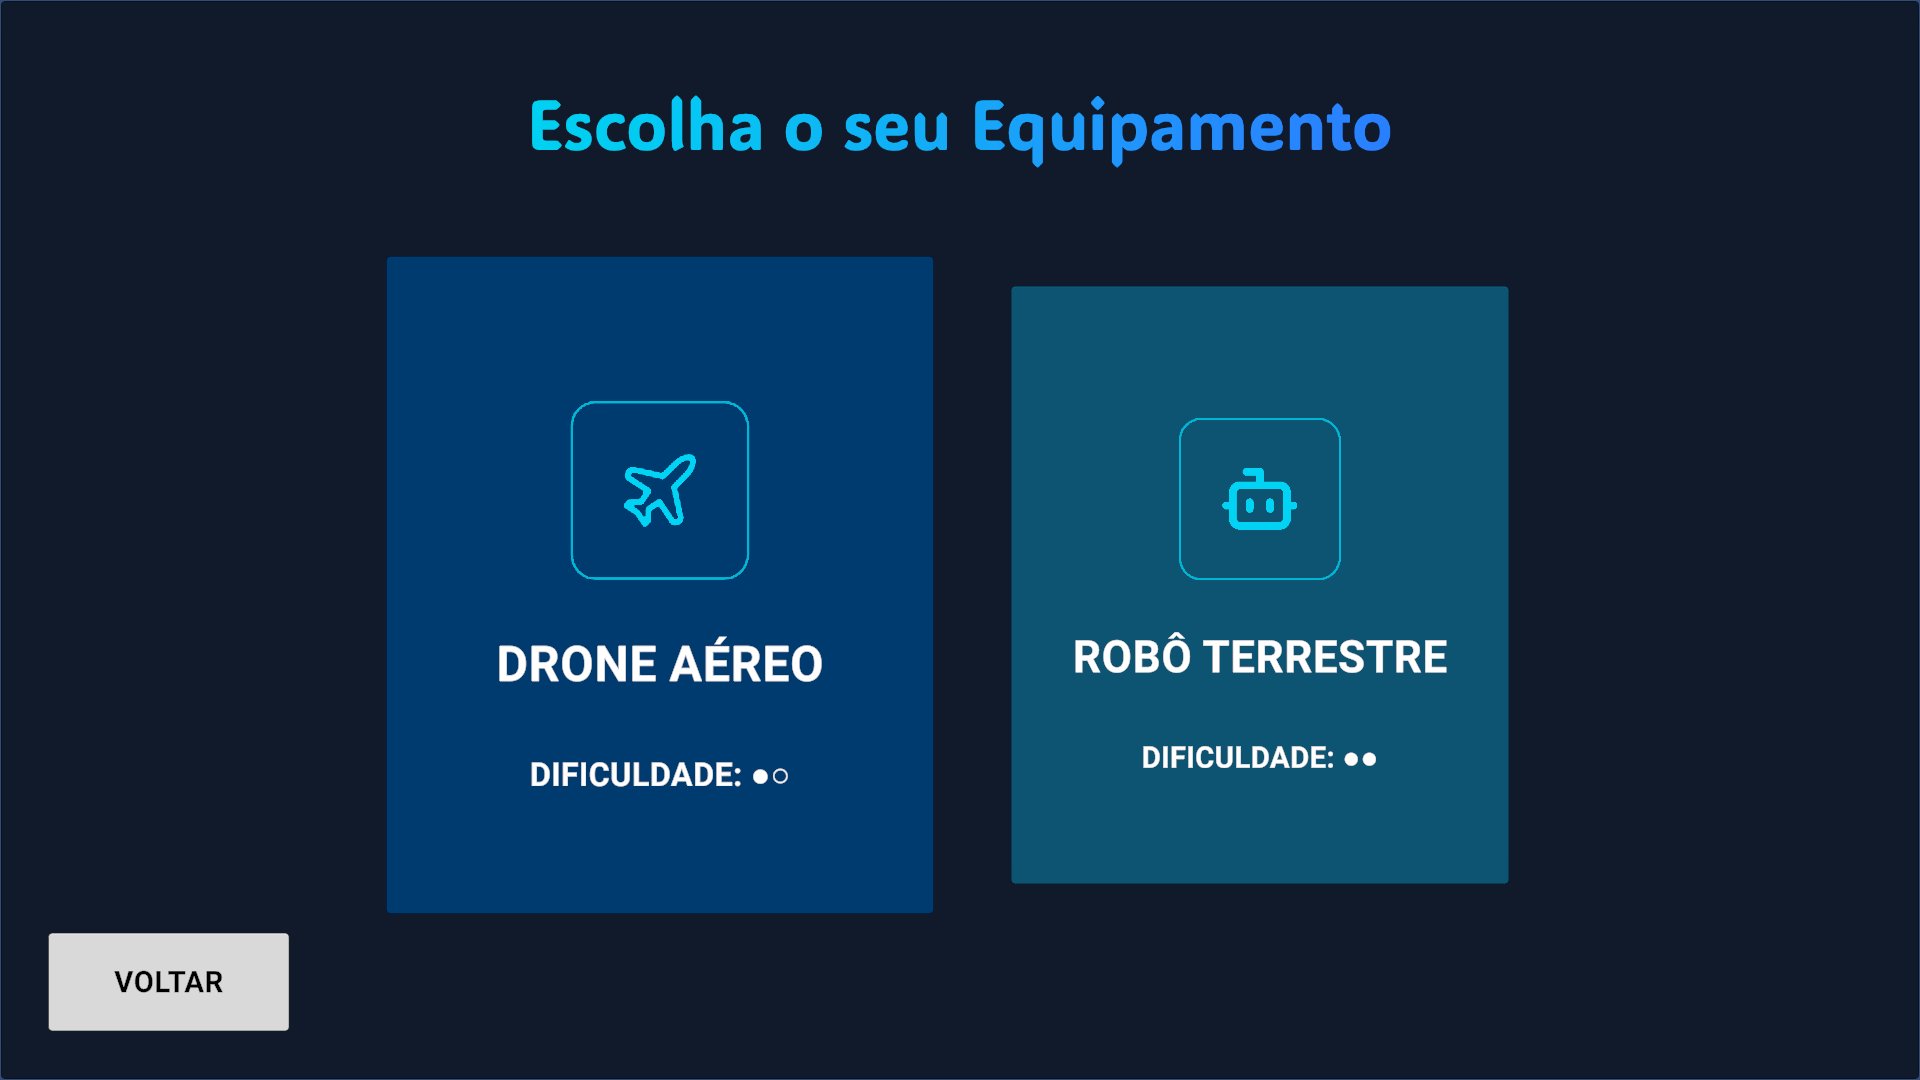 Escolha o seu Equipamento
DRONE AÉREO
DIFICULDADE: ●○
ROBÔ TERRESTRE
DIFICULDADE: ●●
VOLTAR